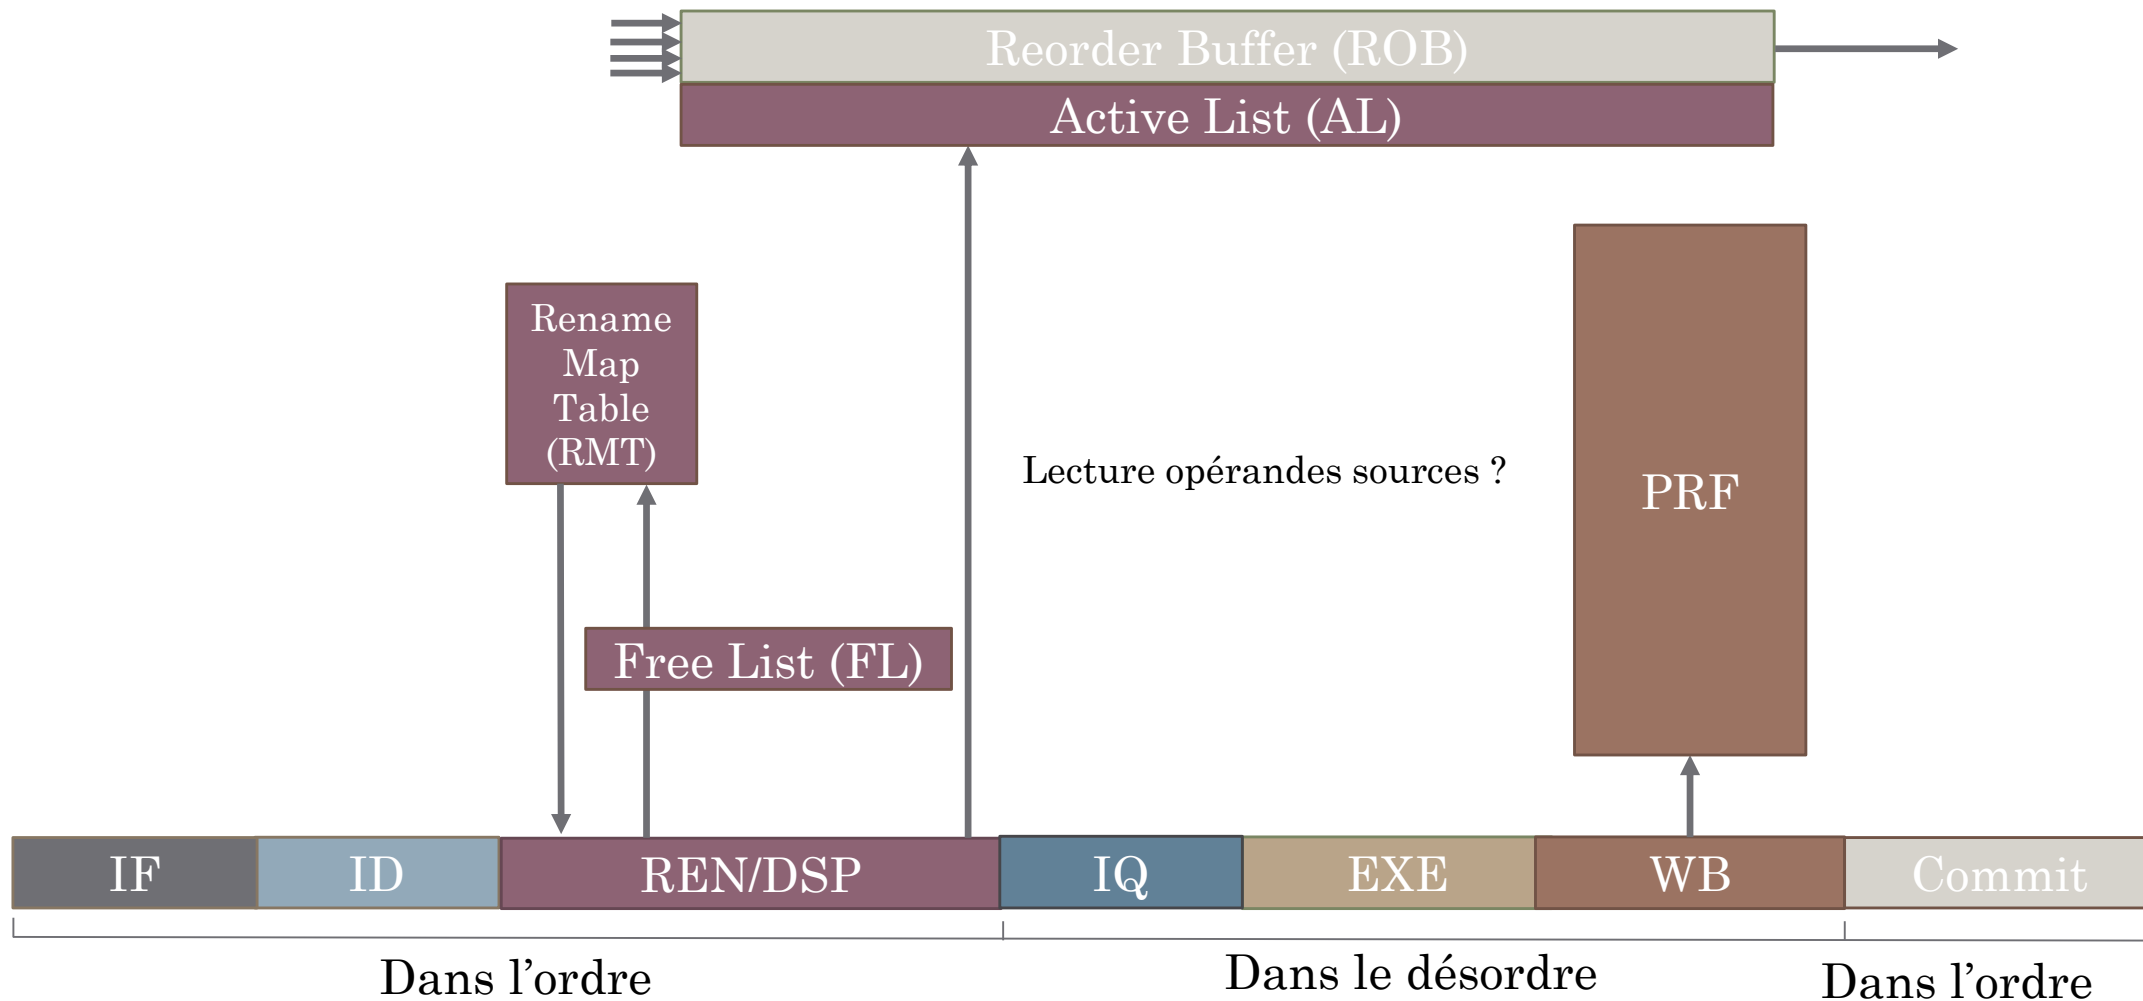 Reorder Buffer (ROB)
Active List (AL)
Rename
Map
Table
(RMT)
Lecture opérandes sources ?
PRF
Free List (FL)
IF
ID
REN/DSP
IQ
EXE
WB
Commit
Dans l’ordre
Dans le désordre
Dans l’ordre